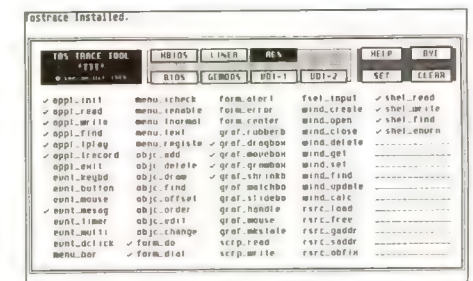 Tostrace Installed.
TOS TRACE TOOL XBIOS LINEA AES HELP BYE
*TTT*
BIOS GEMDOS VDI-1 VDI-2 SET CLEAR
✓ appl_init menu_icheck form_alert fsel_input ✓ shel_read
✓ appl_read menu_ienable form_error wind_create ✓ shel_write
✓ appl_write menu_tnormal form_center wind_open ✓ shel_find
✓ appl_find menu_text graf_rubberb wind_close ✓ shel_envrn
✓ appl_tplay menu_registe ✓ graf_dragbox wind_delete
✓ appl_trecord objc_add graf_movebox wind_get
appl_exit objc_delete ✓ graf_growbox wind_set
evnt_keybd objc_draw ✓ graf_shrinkb wind_find
evnt_button objc_find graf_watchbo wind_update
evnt_mouse objc_offset graf_slidebo wind_calc
✓ evnt_mesag objc_order graf_handle rsrc_load
evnt_timer objc_edit graf_mouse rsrc_free
evnt_multi objc_change graf_mkstate rsrc_gaddr
evnt_dclick ✓ form_do scrp_read rsrc_saddr
menu_bar ✓ form_dial scrp_write rsrc_obfix